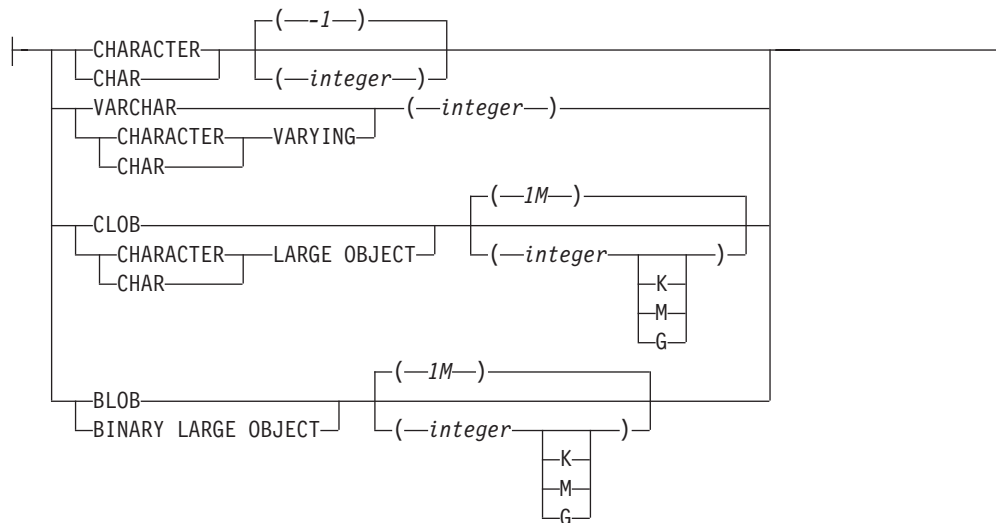 ( -1 )
CHARACTER
CHAR ( integer )
VARCHAR ( integer )
CHARACTER VARYING
CHAR
( 1M )
CLOB
CHARACTER LARGE OBJECT ( integer )
CHAR K
M
G
( 1M )
BLOB
BINARY LARGE OBJECT ( integer )
K
M
G